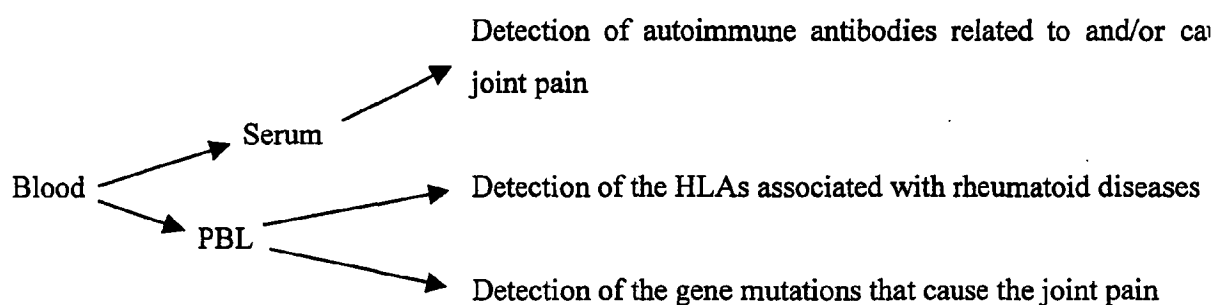 Detection of autoimmune antibodies related to and/or
joint pain
Serum
Blood
Detection of the HLAs associated with rheumatoid diseases
PBL
Detection of the gene mutations that cause the joint pain